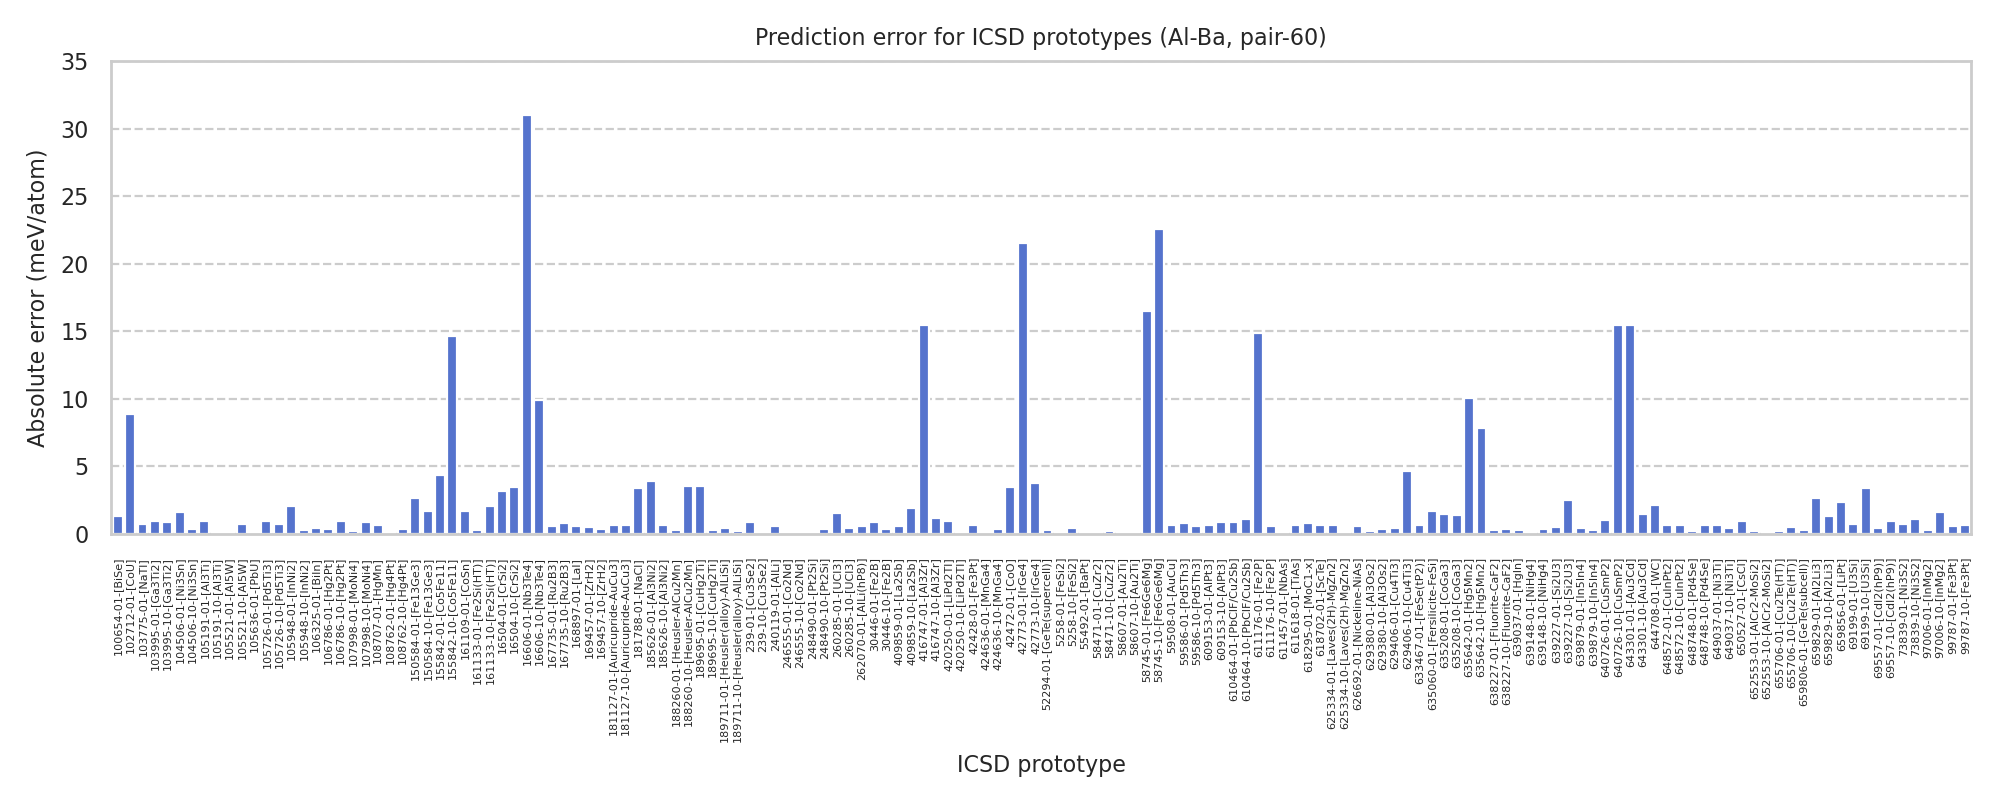 Prediction error for ICSD prototypes (Al-Ba, pair-60)
Absolute error (meV/atom)
35
30
25
20
15
10
5
0
100654-01-[BiSe]
102712-01-[CoU]
103775-01-[NaTl]
103995-01-[Ga3Ti2]
103995-10-[Ga3Ti2]
104506-01-[Ni3Sn]
104506-10-[Ni3Sn]
105191-01-[Al3Ti]
105191-10-[Al3Ti]
105521-01-[Al5W]
105521-10-[Al5W]
105636-01-[PbU]
105726-01-[Pd5Ti3]
105726-10-[Pd5Ti3]
105948-01-[InNi2]
105948-10-[InNi2]
106325-01-[BiIn]
106786-01-[Hg2Pt]
106786-10-[Hg2Pt]
107998-01-[MoNi4]
107998-10-[MoNi4]
108707-01-[HgMn]
108762-01-[Hg4Pt]
108762-10-[Hg4Pt]
150584-01-[Fe13Ge3]
150584-10-[Fe13Ge3]
155842-01-[Co5Fe11]
155842-10-[Co5Fe11]
161109-01-[CoSn]
161133-01-[Fe2Si(HT)]
161133-10-[Fe2Si(HT)]
16504-01-[CrSi2]
16504-10-[CrSi2]
16606-01-[Nb3Te4]
16606-10-[Nb3Te4]
167735-01-[Ru2B3]
167735-10-[Ru2B3]
168897-01-[LaI]
169457-01-[ZrH2]
169457-10-[ZrH2]
181127-01-[Auricupride-AuCu3]
181127-10-[Auricupride-AuCu3]
181788-01-[NaCl]
185626-01-[Al3Ni2]
185626-10-[Al3Ni2]
188260-01-[Heusler-AlCu2Mn]
188260-10-[Heusler-AlCu2Mn]
189695-01-[CuHg2Ti]
189695-10-[CuHg2Ti]
189711-01-[Heusler(alloy)-AlLiSi]
189711-10-[Heusler(alloy)-AlLiSi]
239-01-[Cu3Se2]
239-10-[Cu3Se2]
240119-01-[AlLi]
246555-01-[Co2Nd]
246555-10-[Co2Nd]
248490-01-[Pt2Si]
248490-10-[Pt2Si]
260285-01-[UCl3]
260285-10-[UCl3]
262070-01-[AlLi(hP8)]
30446-01-[Fe2B]
30446-10-[Fe2B]
409859-01-[La2Sb]
409859-10-[La2Sb]
416747-01-[Al3Zr]
416747-10-[Al3Zr]
420250-01-[LiPd2Tl]
420250-10-[LiPd2Tl]
42428-01-[Fe3Pt]
424636-01-[MnGa4]
424636-10-[MnGa4]
42472-01-[CoO]
42773-01-[IrGe4]
42773-10-[IrGe4]
52294-01-[GeTe(supercell)]
5258-01-[FeSi2]
5258-10-[FeSi2]
55492-01-[BaPt]
58471-01-[CuZr2]
58471-10-[CuZr2]
58607-01-[Au2Ti]
58607-10-[Au2Ti]
58745-01-[Fe6Ge6Mg]
58745-10-[Fe6Ge6Mg]
59508-01-[AuCu]
59586-01-[Pd5Th3]
59586-10-[Pd5Th3]
609153-01-[AlPt3]
609153-10-[AlPt3]
610464-01-[PbClF/Cu2Sb]
610464-10-[PbClF/Cu2Sb]
611176-01-[Fe2P]
611176-10-[Fe2P]
611457-01-[NbAs]
611618-01-[TiAs]
618295-01-[MoC1-x]
618702-01-[ScTe]
625334-01-[Laves(2H)-MgZn2]
625334-10-[Laves(2H)-MgZn2]
626692-01-[Nickeline-NiAs]
629380-01-[Al3Os2]
629380-10-[Al3Os2]
629406-01-[Cu4Ti3]
629406-10-[Cu4Ti3]
633467-01-[FeSe(tP2)]
635060-01-[Fersilicite-FeSi]
635208-01-[CoGa3]
635208-10-[CoGa3]
635642-01-[Hg5Mn2]
635642-10-[Hg5Mn2]
638227-01-[Fluorite-CaF2]
638227-10-[Fluorite-CaF2]
639037-01-[HgIn]
639148-01-[NiHg4]
639148-10-[NiHg4]
639227-01-[Si2U3]
639227-10-[Si2U3]
639879-01-[In5In4]
639879-10-[In5In4]
640726-01-[CuSmP2]
640726-10-[CuSmP2]
643301-01-[Au3Cd]
643301-10-[Au3Cd]
644708-01-[WC]
648572-01-[CuInPt2]
648572-10-[CuInPt2]
648748-01-[Pd4Se]
648748-10-[Pd4Se]
649037-01-[Ni3Ti]
649037-10-[Ni3Ti]
650527-01-[CsCl]
652553-01-[AlCr2-MoSi2]
652553-10-[AlCr2-MoSi2]
655706-01-[Cu2Te(HT)]
655706-10-[Cu2Te(HT)]
659806-01-[GeTe(subcell)]
659829-01-[Al2Li3]
659829-10-[Al2Li3]
659856-01-[LiPt]
69199-01-[U3Si]
69199-10-[U3Si]
69557-01-[CdI2(hP9)]
69557-10-[CdI2(hP9)]
73839-01-[Ni3S2]
73839-10-[Ni3S2]
97006-01-[InMg2]
97006-10-[InMg2]
99787-01-[Fe3Pt]
99787-10-[Fe3Pt]
ICSD prototype